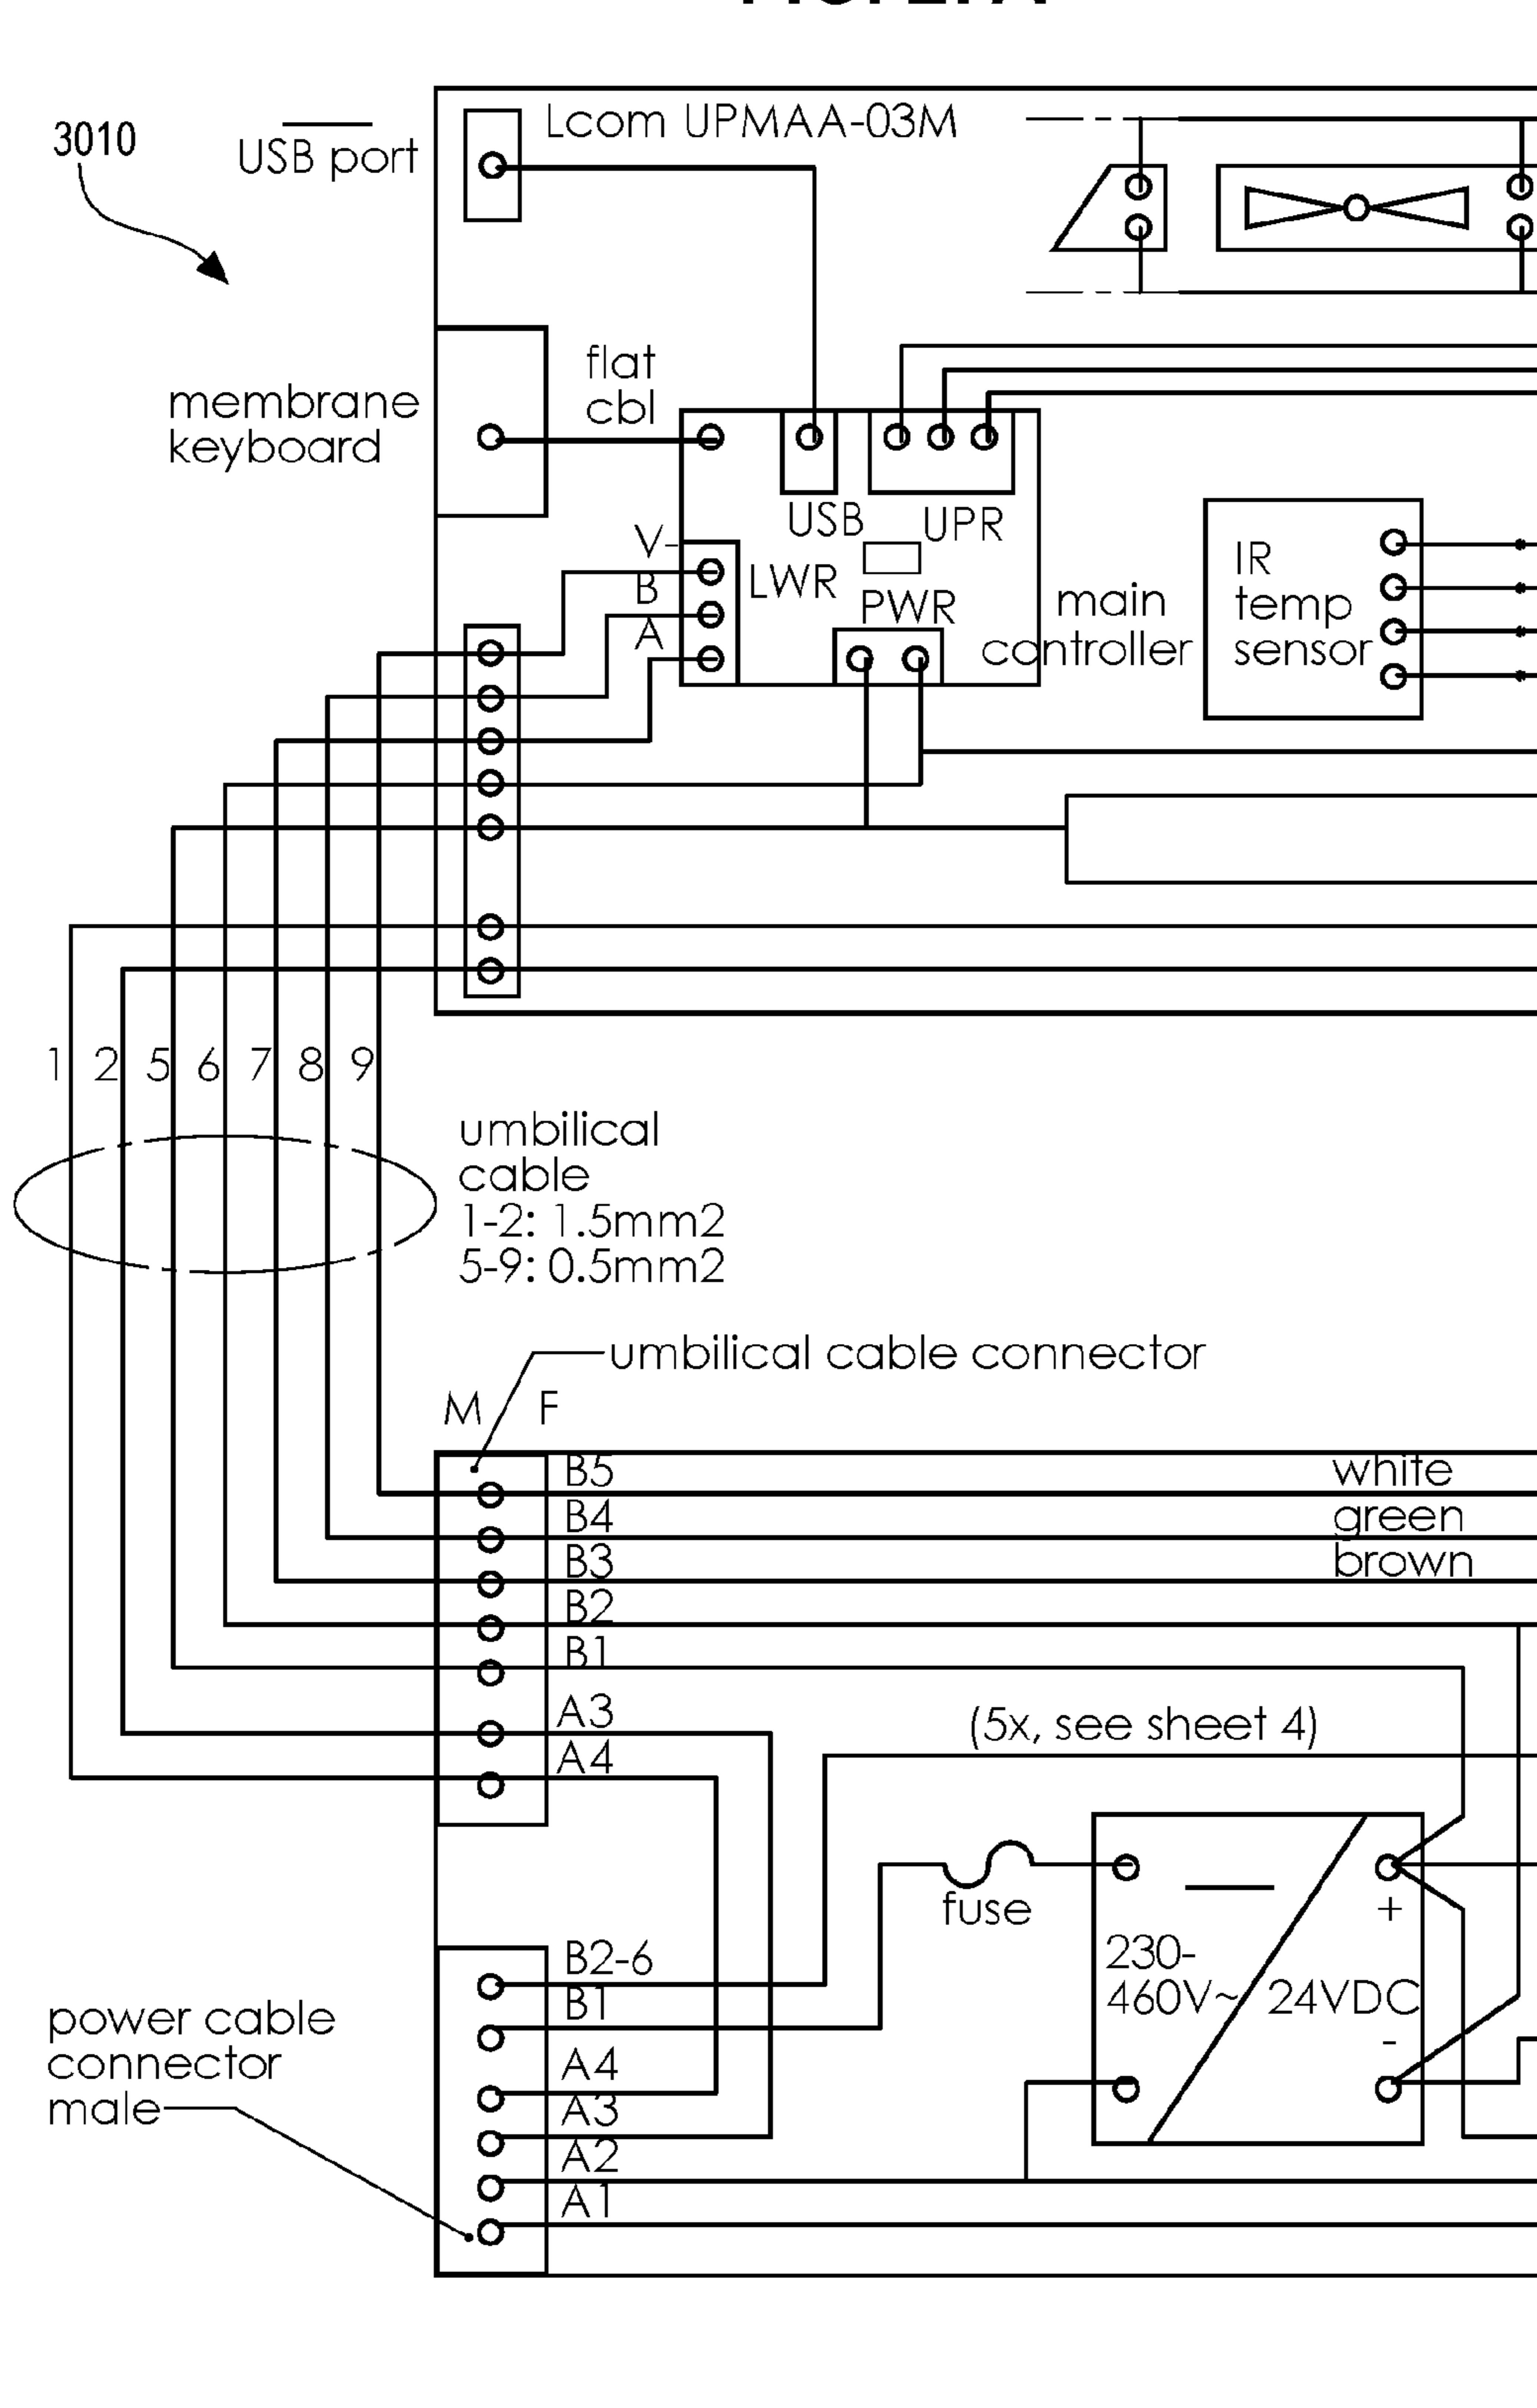 3010
USB port
Lcom UPMAA-03M
membrane
keyboard
flat
cbl
USB
UPR
V-
B
A
LWR
PWR
main
controller
IR
temp
sensor
1 2 5 6 7 8 9
umbilical
cable
1-2: 1.5mm2
5-9: 0.5mm2
umbilical cable connector
M F
B5
white
B4
green
B3
brown
B2
B1
A3
A4
(5x, see sheet 4)
fuse
230-
460V~
24VDC
+
-
B2-6
B1
A4
A3
A2
A1
power cable
connector
male